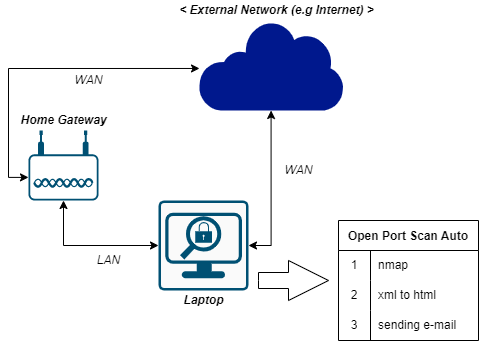 < External Network (e.g Internet) >
WAN
Home Gateway
WAN
LAN
Laptop
Open Port Scan Auto
1 nmap
2 xml to html
3 sending e-mail